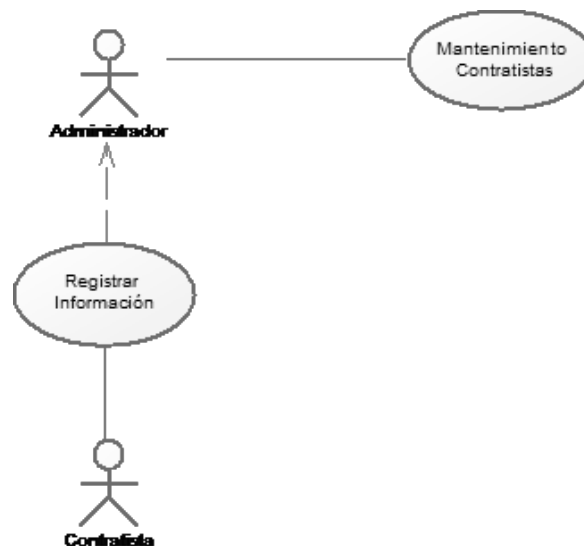 Mantenimiento
Contratistas
Administrador
Registrar
Información
Contratista